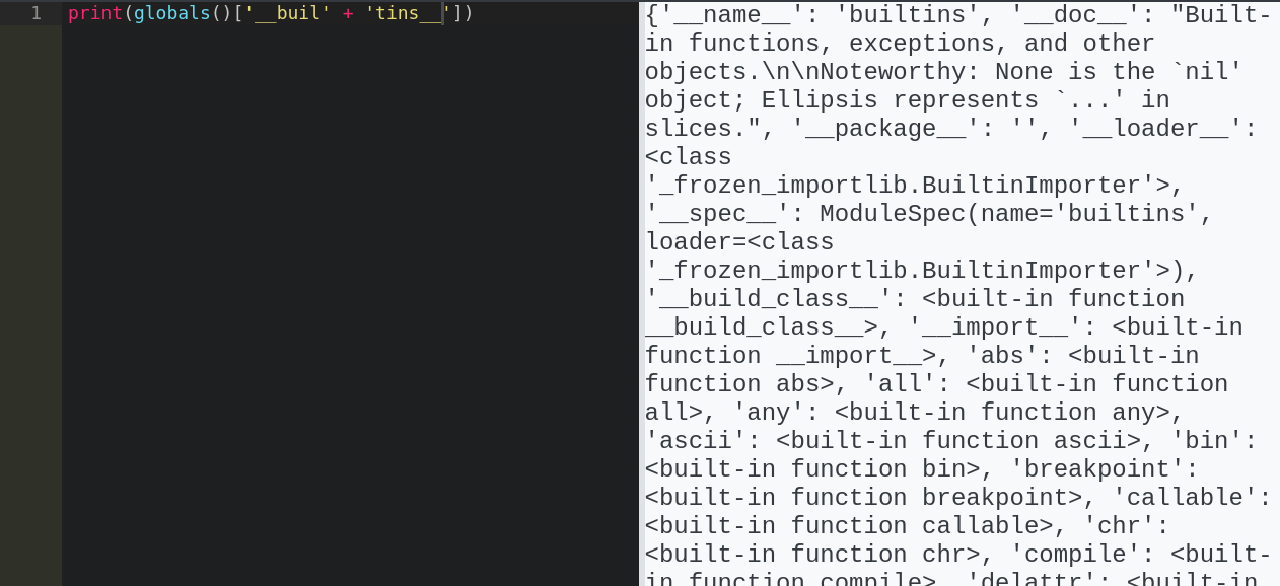 1 print(globals()['__buil' + 'tins__'])
{'__name__': 'builtins', '__doc__': "Built-
in functions, exceptions, and other
objects.\n\nNoteworthy: None is the `nil'
object; Ellipsis represents `...' in
slices.", '__package__': '', '__loader__':
<class
'_frozen_importlib.BuiltinImporter'>,
'__spec__': ModuleSpec(name='builtins',
loader=<class
'_frozen_importlib.BuiltinImporter'>),
'__build_class__': <built-in function
__build_class__>, '__import__': <built-in
function __import__>, 'abs': <built-in
function abs>, 'all': <built-in function
all>, 'any': <built-in function any>,
'ascii': <built-in function ascii>, 'bin':
<built-in function bin>, 'breakpoint':
<built-in function breakpoint>, 'callable':
<built-in function callable>, 'chr':
<built-in function chr>, 'compile': <built-
in function compile>, 'delattr': <built-in